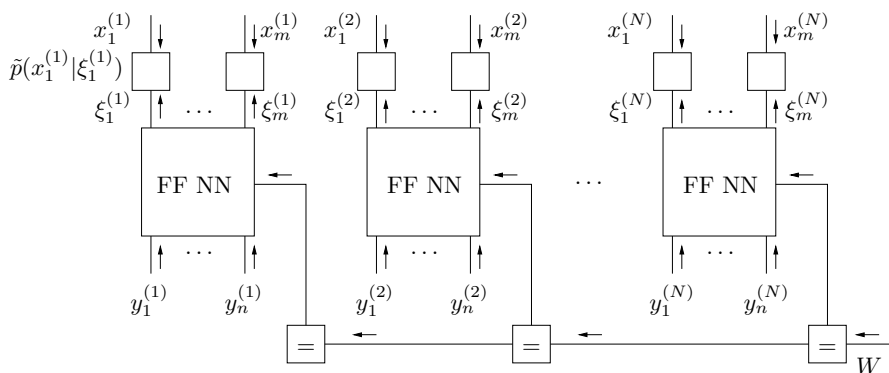 x_1^{(1)} x_m^{(1)} x_1^{(2)} x_m^{(2)} x_1^{(N)} x_m^{(N)}
p̃(x_1^{(1)}|ξ_1^{(1)})
ξ_1^{(1)} ... ξ_m^{(1)} ξ_1^{(2)} ... ξ_m^{(2)} ξ_1^{(N)} ... ξ_m^{(N)}
FF NN FF NN ... FF NN
... ... ...
y_1^{(1)} y_n^{(1)} y_1^{(2)} y_n^{(2)} y_1^{(N)} y_n^{(N)}
= = =
W